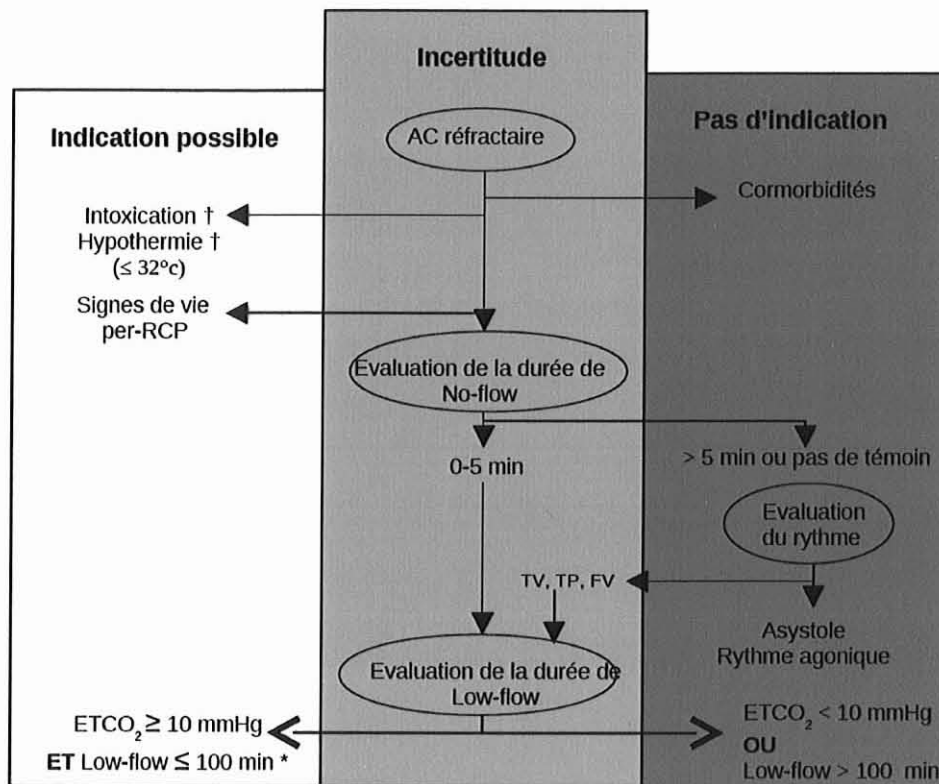 Incertitude
Indication possible
Pas d'indication
AC réfractaire
Cormorbidités
Intoxication †
Hypothermie †
(≤ 32°c)
Signes de vie
per-RCP
Evaluation de la durée de
No-flow
0-5 min
> 5 min ou pas de témoin
Evaluation
du rythme
TV, TP, FV
Asystole
Rythme agonique
Evaluation de la durée de
Low-flow
ETCO₂ ≥ 10 mmHg
ET Low-flow ≤ 100 min *
ETCO₂ < 10 mmHg
OU
Low-flow > 100 min